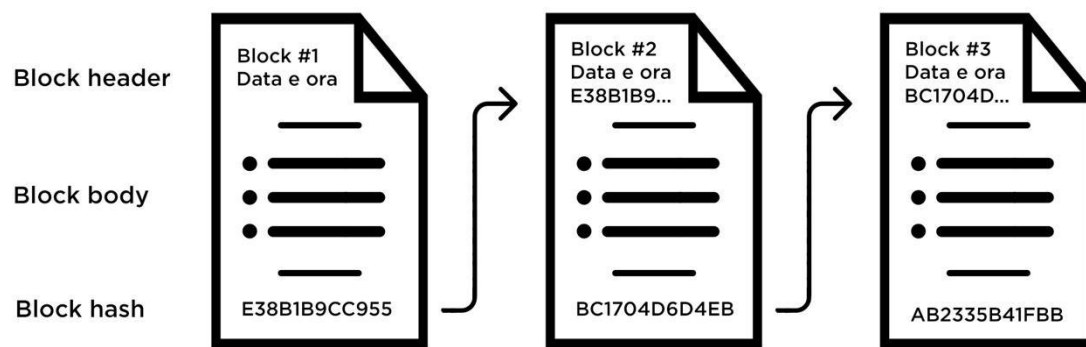 Block header
Block #1
Data e ora
Block #2
Data e ora
E38B1B9...
Block #3
Data e ora
BC1704D...
Block body
Block hash
E38B1B9CC955
BC1704D6D4EB
AB2335B41FBB